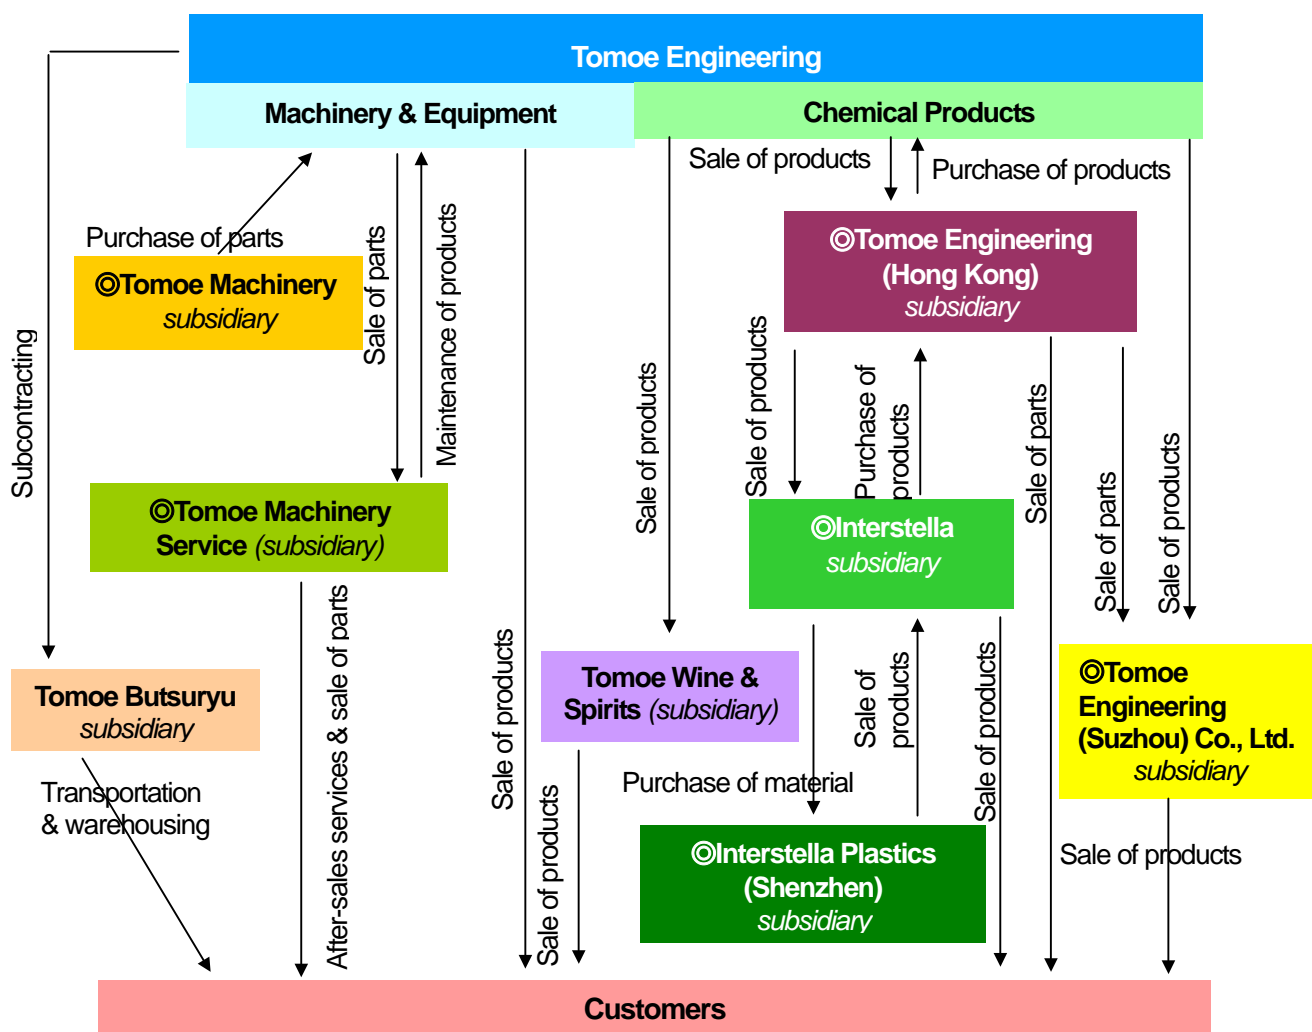 Tomoe Engineering
Machinery & Equipment
Chemical Products
Sale of products
Purchase of products
Purchase of parts
◎Tomoe Machinery
subsidiary
Sale of parts
Maintenance of products
Subcontracting
◎Tomoe Engineering
(Hong Kong)
subsidiary
Sale of products
Sale of products
Purchase of
products
Sale of parts
Sale of parts
Sale of products
◎Tomoe Machinery
Service (subsidiary)
◎Interstella
subsidiary
Tomoe Butsuryu
subsidiary
Transportation
& warehousing
After-sales services & sale of parts
Sale of products
Tomoe Wine &
Spirits (subsidiary)
Sale of products
Purchase of material
Sale of
products
Sale of products
◎Tomoe
Engineering
(Suzhou) Co., Ltd.
subsidiary
◎Interstella Plastics
(Shenzhen)
subsidiary
Sale of products
Customers